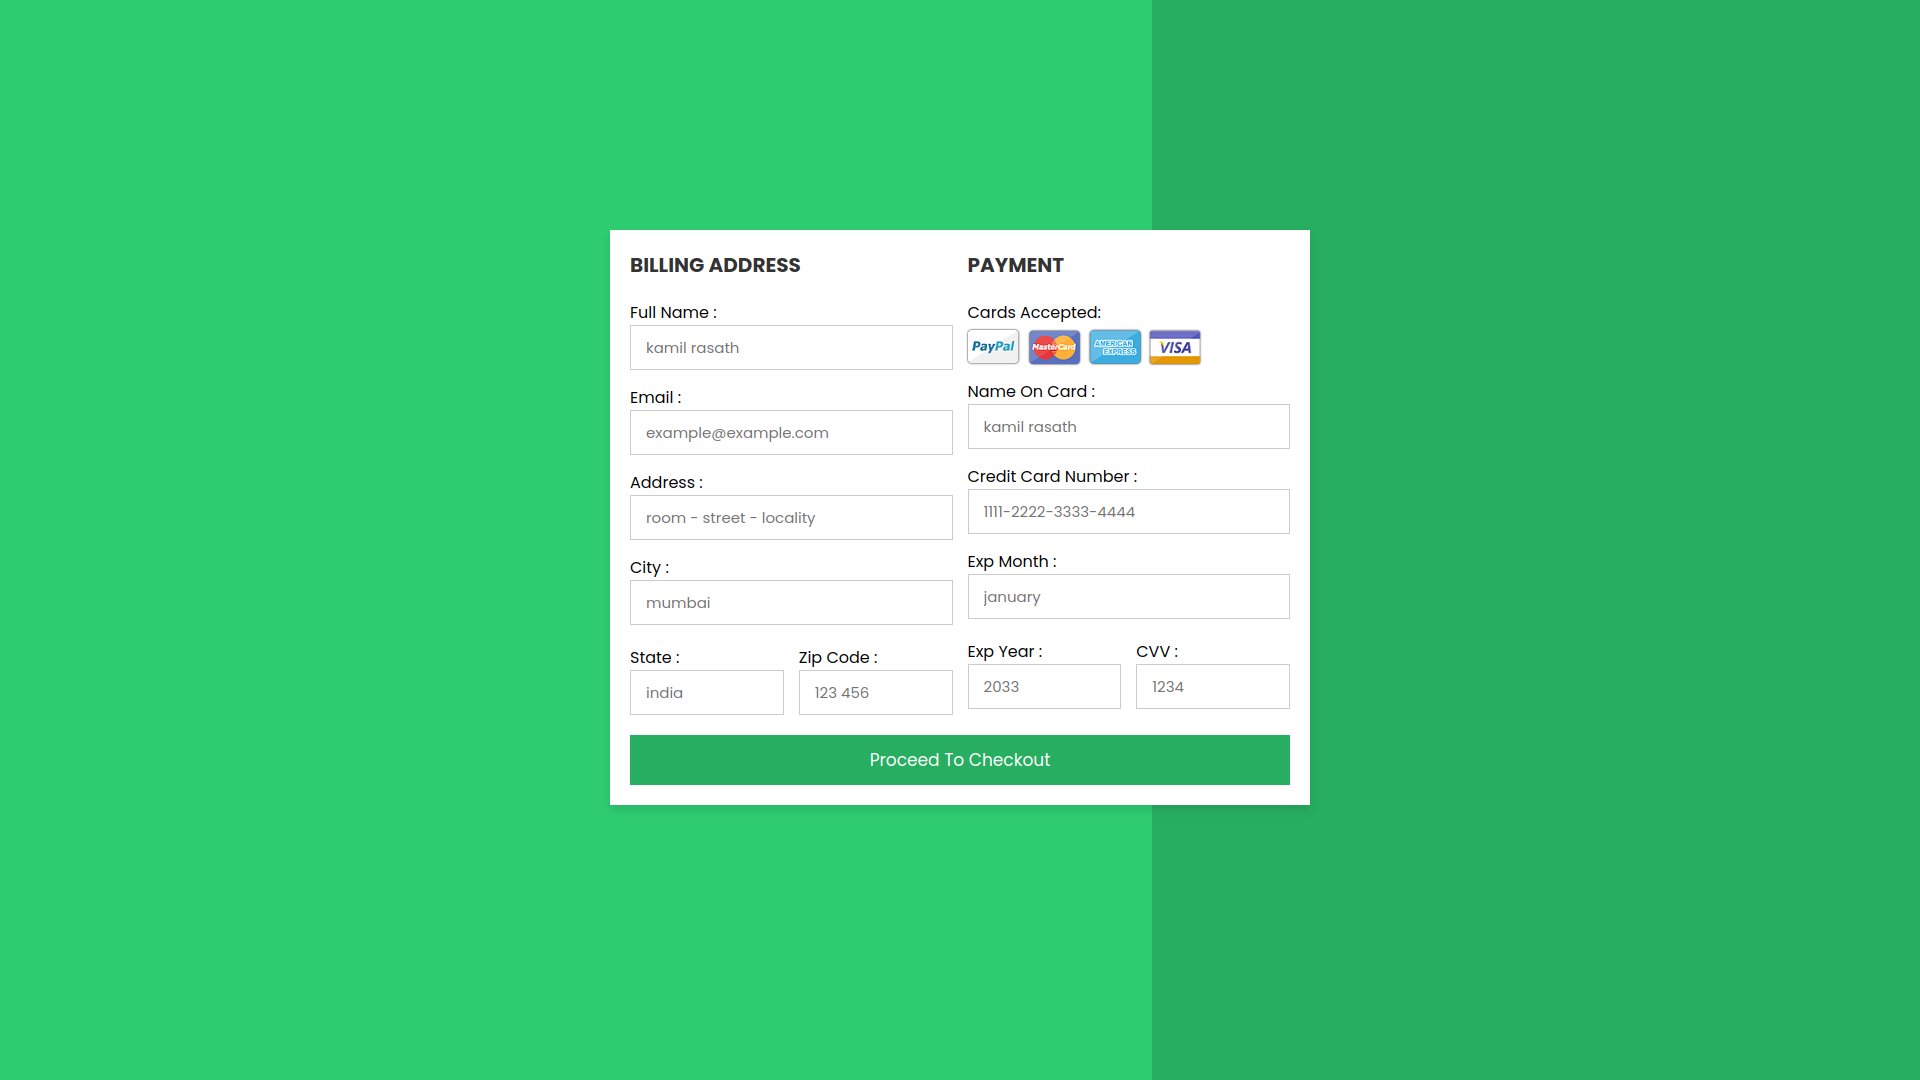 BILLING ADDRESS
Full Name :
kamil rasath
Email :
example@example.com
Address :
room - street - locality
City :
mumbai
State :
india
Zip Code :
123 456
PAYMENT
Cards Accepted:
PayPal
MasterCard
AMERICAN
EXPRESS
VISA
Name On Card :
kamil rasath
Credit Card Number :
1111-2222-3333-4444
Exp Month :
january
Exp Year :
2033
CVV :
1234
Proceed To Checkout